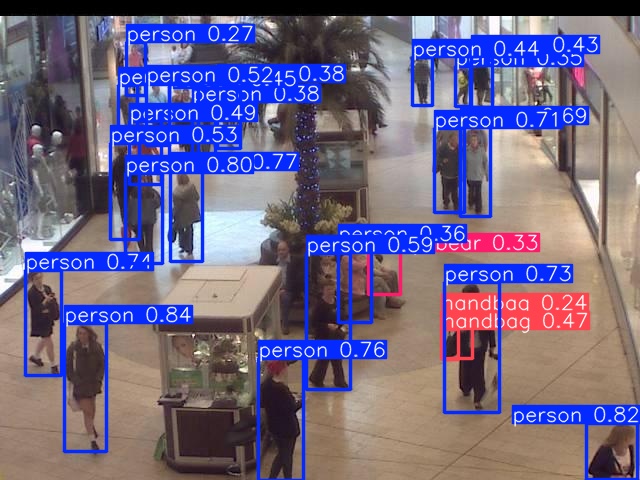 person 0.27
person 0.44
0.43
person 0.35
person 0.52
0.38
person 0.38
person 0.49
person 0.71
69
person 0.53
person 0.80
0.77
person 0.36
person 0.59
bear 0.33
person 0.74
person 0.73
handbag 0.24
handbag 0.47
person 0.84
person 0.76
person 0.82